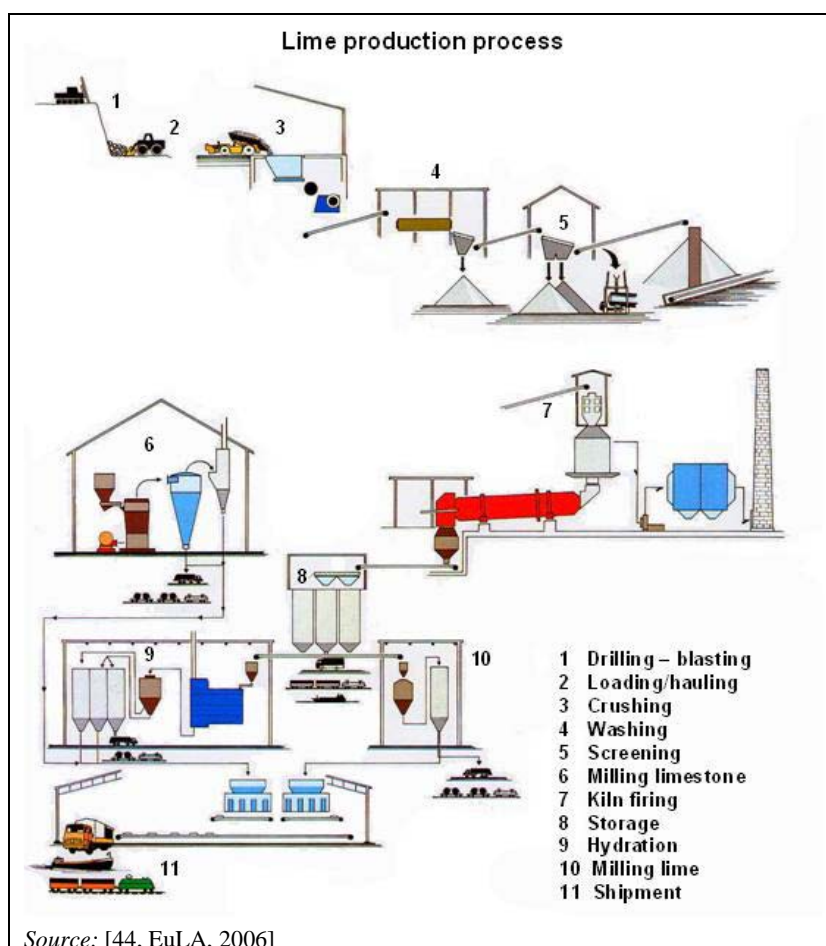 Lime production process
1
2
3
4
5
6
7
8
9
10
11
1 Drilling – blasting
2 Loading/hauling
3 Crushing
4 Washing
5 Screening
6 Milling limestone
7 Kiln firing
8 Storage
9 Hydration
10 Milling lime
11 Shipment
Source: [44, EuLA, 2006]